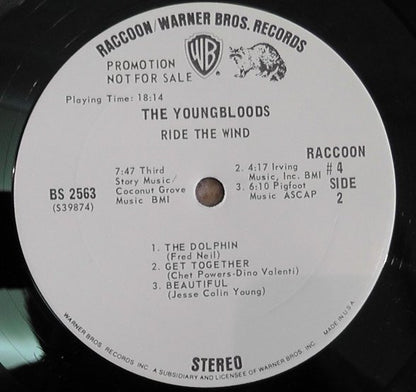 RACCOON/WARNER BROS. RECORDS
WB
PROMOTION
NOT FOR SALE
Playing Time: 18:14
THE YOUNGBLOODS
RIDE THE WIND
BS 2563
(S39874)
7:47 Third
Story Music/
Coconut Grove
Music BMI
2. 4:17 Irving
Music, Inc. BMI
3. 6:10 Pigfoot
Music ASCAP
RACCOON
#4
SIDE
2
1. THE DOLPHIN
(Fred Neil)
2. GET TOGETHER
(Chet Powers-Dino Valenti)
3. BEAUTIFUL
(Jesse Colin Young)
STEREO
WARNER BROS. RECORDS INC. A SUBSIDIARY AND LICENSEE OF WARNER BROS. INC. MADE IN U.S.A.